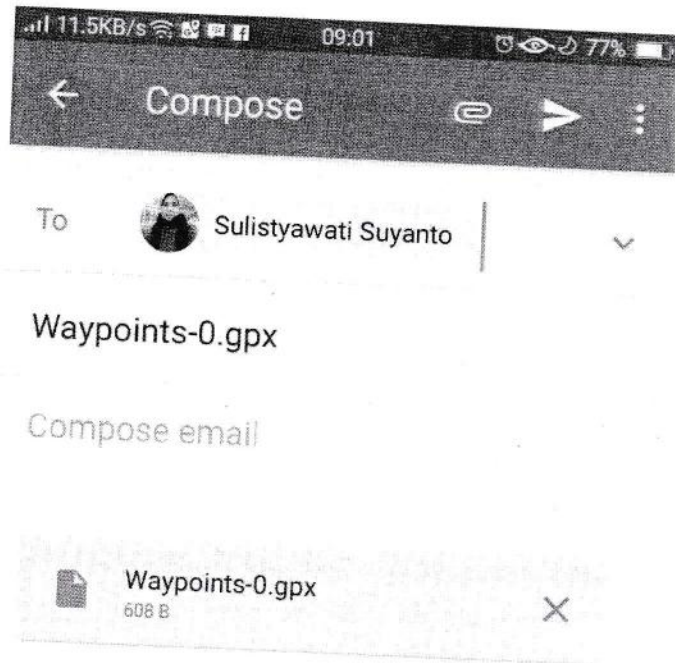 11.5KB/s 09:01 77%
Compose
To Sulistyawati Suyanto
Waypoints-0.gpx
Compose email
Waypoints-0.gpx
608 B